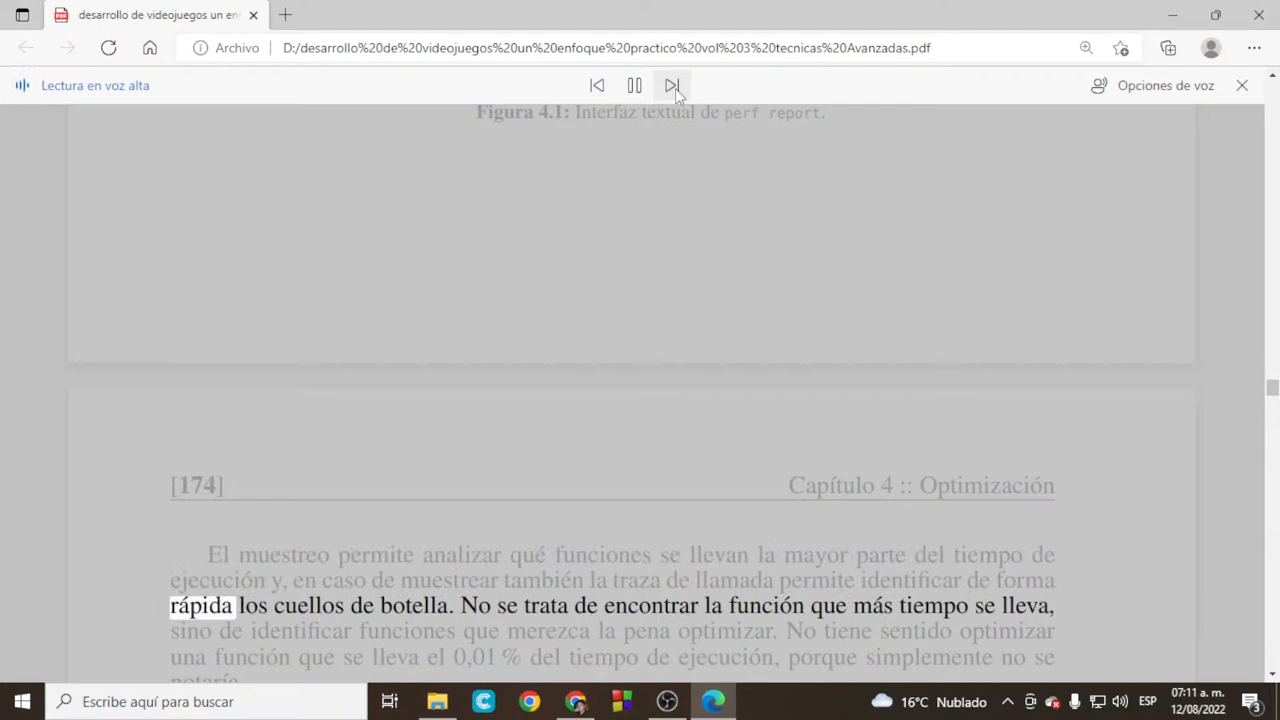 desarrollo de videojuegos un en
Archivo
D:/desarrollo%20de%20videojuegos%20un%20enfoque%20practico%20vol%203%20tecnicas%20Avanzadas.pdf
Lectura en voz alta
Opciones de voz
Figura 4.1: Interfaz textual de perf report.
[174]
Capítulo 4 :: Optimización
El muestreo permite analizar qué funciones se llevan la mayor parte del tiempo de
ejecución y, en caso de muestrear también la traza de llamada permite identificar de forma
rápida los cuellos de botella. No se trata de encontrar la función que más tiempo se lleva,
sino de identificar funciones que merezca la pena optimizar. No tiene sentido optimizar
una función que se lleva el 0,01 % del tiempo de ejecución, porque simplemente no se
notaría.
Escribe aquí para buscar
16°C Nublado
ESP
07:11 a. m.
12/08/2022
3